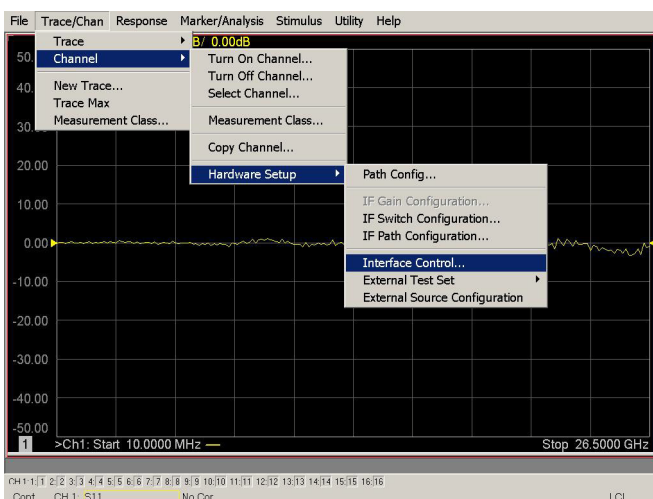 File Trace/Chan Response Marker/Analysis Stimulus Utility Help
Trace
Channel
New Trace...
Trace Max
Measurement Class...
B/ 0.00dB
Turn On Channel...
Turn Off Channel...
Select Channel...
Measurement Class...
Copy Channel...
Hardware Setup
Path Config...
IF Gain Configuration...
IF Switch Configuration...
IF Path Configuration...
Interface Control...
External Test Set
External Source Configuration
50.
40.
30.
20.00
10.00
0.00
-10.00
-20.00
-30.00
-40.00
-50.00
1 >Ch1: Start 10.0000 MHz — Stop 26.5000 GHz
CH 1: 1:1 2:2 3:3 4:4 5:5 6:6 7:7 8:8 9:9 10:10 11:11 12:12 13:13 14:14 15:15 16:16
Cont. CH 1: S11 No Cor LCL